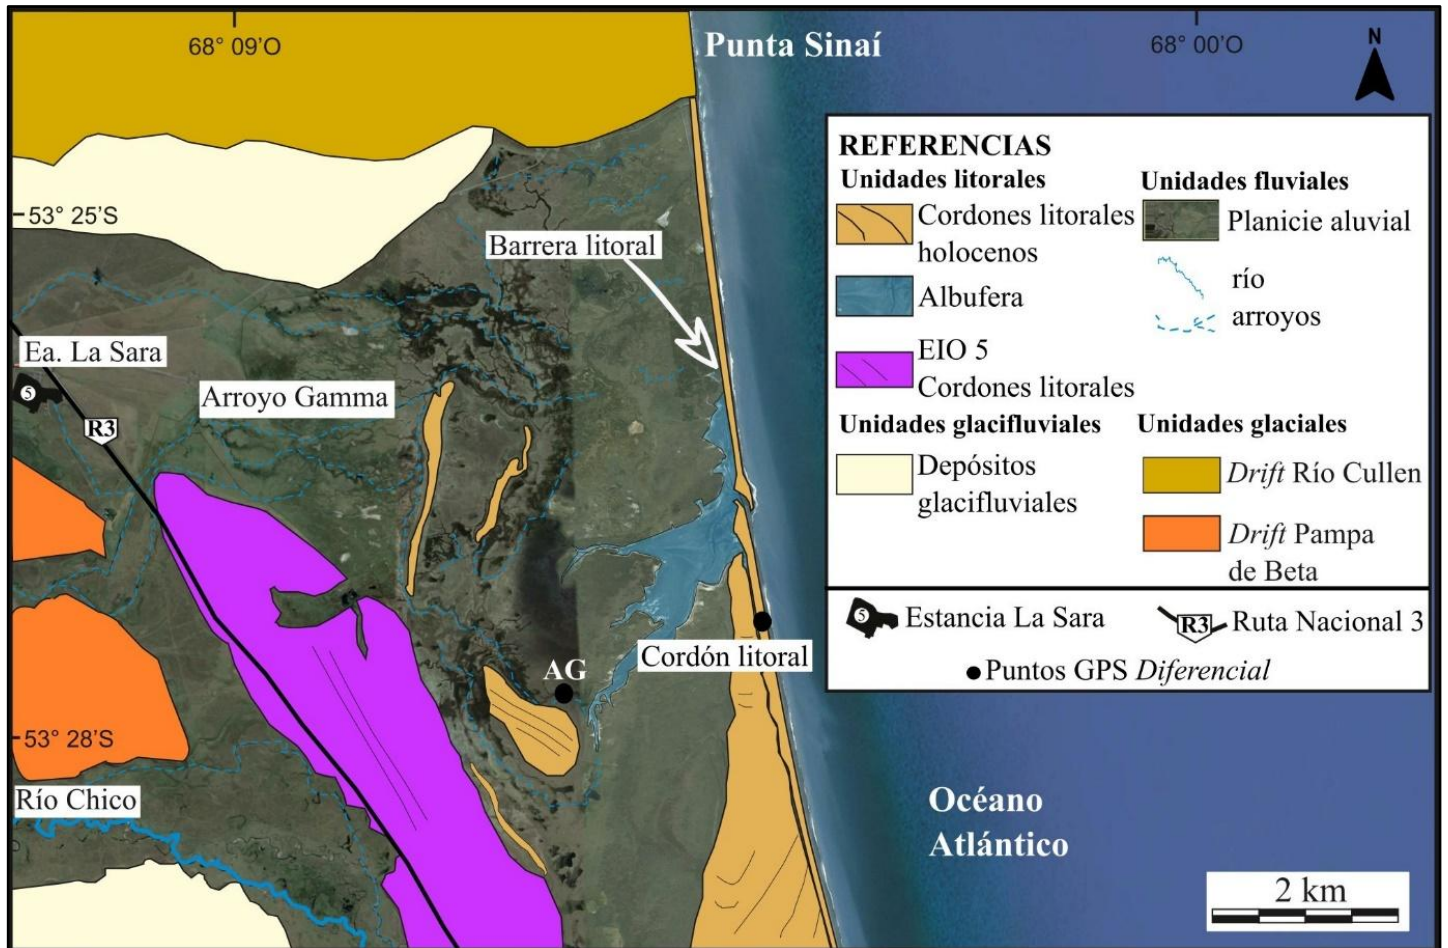 68° 09’O
Punta Sinaí
68° 00’O
N
53° 25’S
Barrera litoral
Ea. La Sara
5
Arroyo Gamma
R3
AG
Cordón litoral
53° 28’S
Río Chico
Océano
Atlántico
2 km
REFERENCIAS
Unidades litorales
Cordones litorales
holocenos
Albufera
EIO 5
Cordones litorales
Unidades glacifluviales
Depósitos
glacifluviales
Unidades fluviales
Planicie aluvial
río
arroyos
Unidades glaciales
Drift Río Cullen
Drift Pampa
de Beta
5
Estancia La Sara
R3
Ruta Nacional 3
Puntos GPS Diferencial